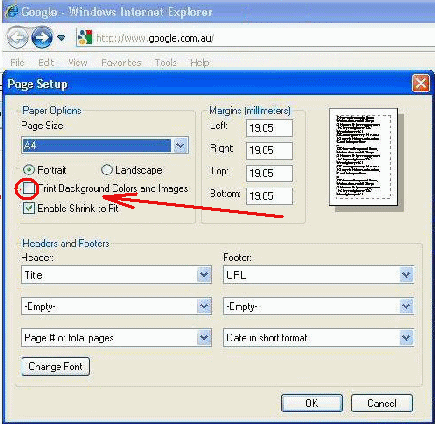 Google - Windows Internet Explorer
http://www.google.com.au/
File Edit View Favorites Tools Help
Page Setup
Paper Options
Page Size:
A4
Portrait
Landscape
Print Background Colors and Images
Enable Shrink to Fit
Margins (millimeters)
Left: 19.05
Right: 19.05
Top: 19.05
Bottom: 19.05
Headers and Footers
Header:
Footer:
Title
URL
-Empty-
-Empty-
Page # of total pages
Date in short format
Change Font
OK
Cancel